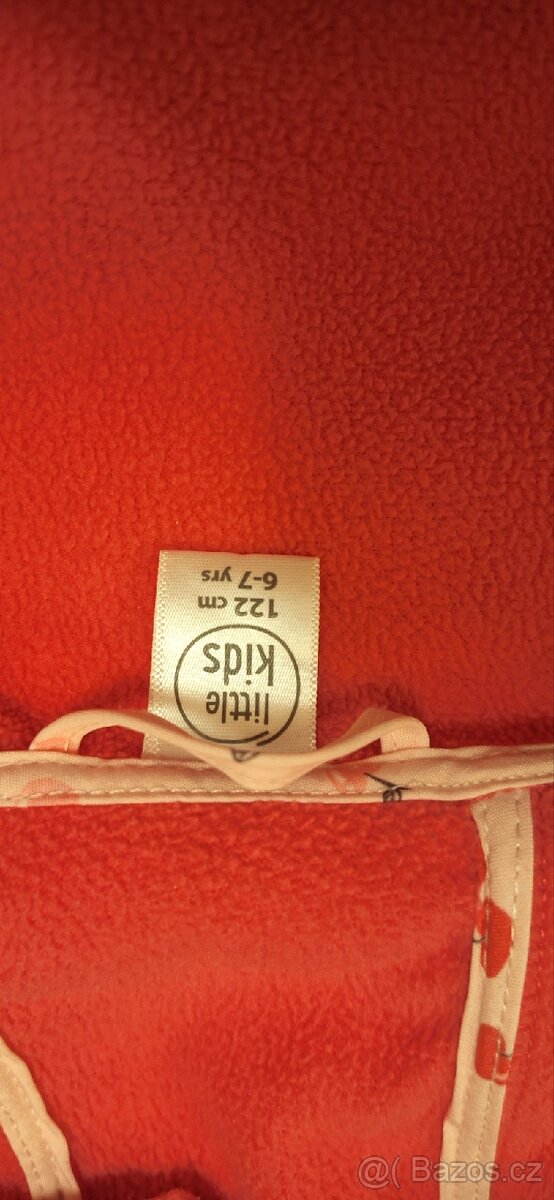 little
kids
122 cm
6-7 yrs
@( Bazos.cz